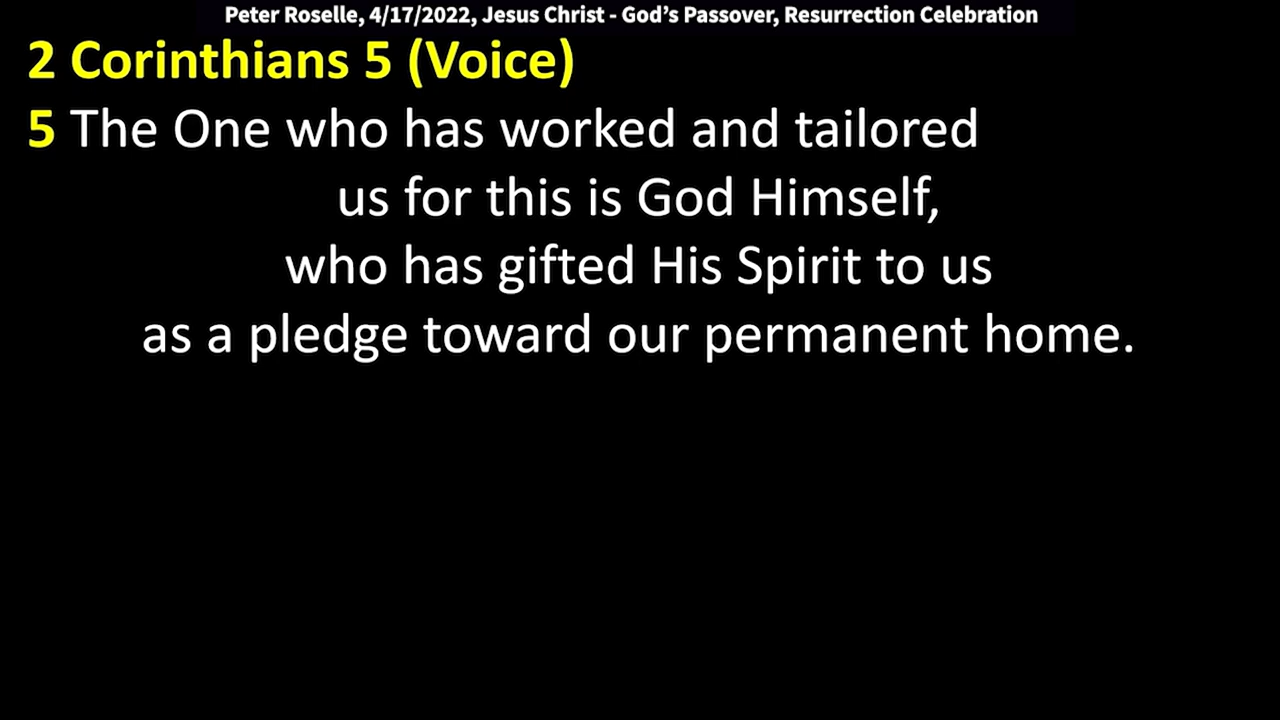 Peter Roselle, 4/17/2022, Jesus Christ - God’s Passover, Resurrection Celebration
2 Corinthians 5 (Voice)
5 The One who has worked and tailored
us for this is God Himself,
who has gifted His Spirit to us
as a pledge toward our permanent home.